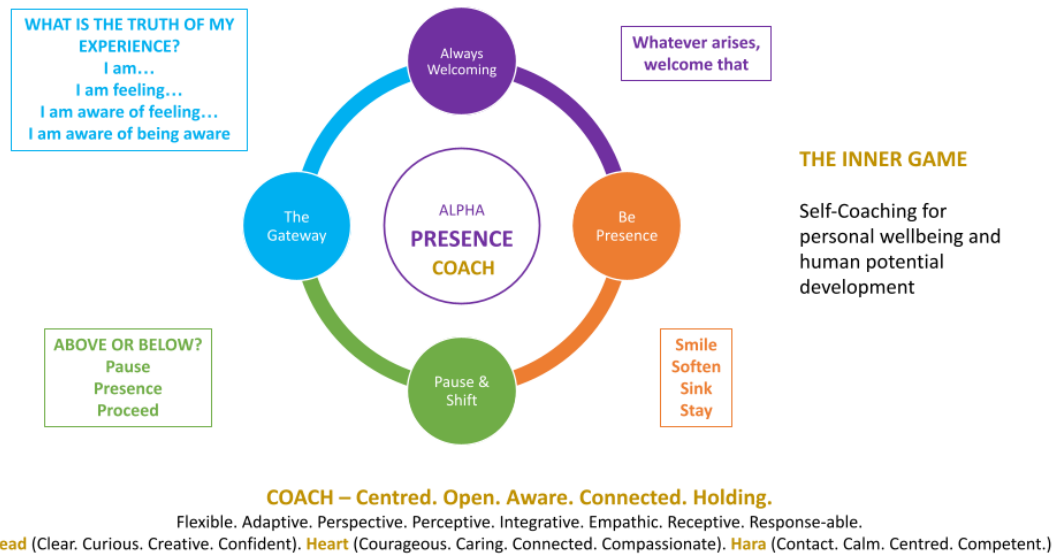 WHAT IS THE TRUTH OF MY
EXPERIENCE?
I am…
I am feeling…
I am aware of feeling…
I am aware of being aware
Always
Welcoming
Whatever arises,
welcome that
The
Gateway
ALPHA
PRESENCE
COACH
Be
Presence
THE INNER GAME
Self-Coaching for
personal wellbeing and
human potential
development
ABOVE OR BELOW?
Pause
Presence
Proceed
Pause &
Shift
Smile
Soften
Sink
Stay
COACH – Centred. Open. Aware. Connected. Holding.
Flexible. Adaptive. Perspective. Perceptive. Integrative. Empathic. Receptive. Response-able.
ead (Clear. Curious. Creative. Confident). Heart (Courageous. Caring. Connected. Compassionate). Hara (Contact. Calm. Centred. Competent.)